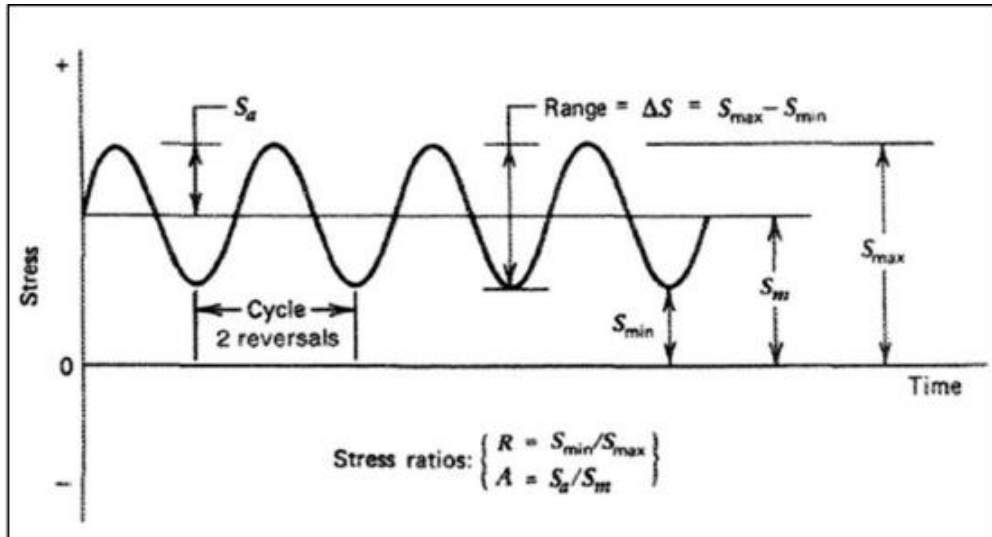 +
Sₐ
Range = ΔS = Sₘₐₓ − Sₘᵢₙ
Stress
Cycle
2 reversals
Sₘᵢₙ
Sₘ
Sₘₐₓ
0
Time
Stress ratios: { R = Sₘᵢₙ/Sₘₐₓ
A = Sₐ/Sₘ }
−